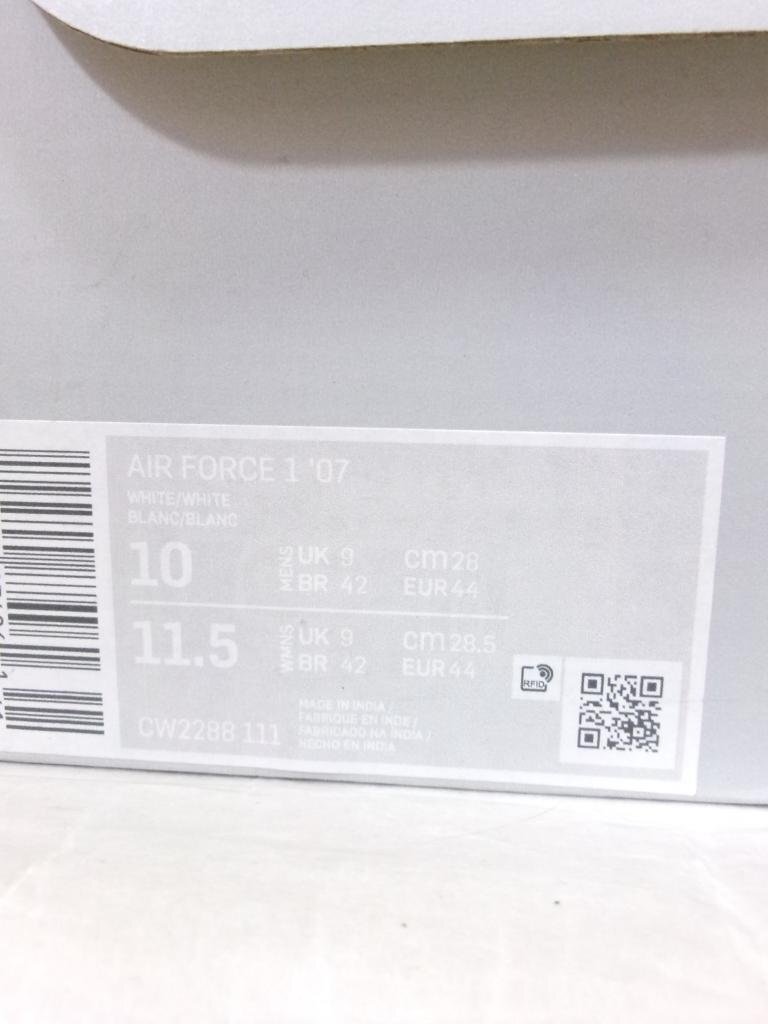 AIR FORCE 1 '07
WHITE/WHITE
BLANC/BLANC
10 MENS UK 9 cm 28
BR 42 EUR 44
11.5 WMNS UK 9 cm 28.5
BR 42 EUR 44
CW2288 111
MADE IN INDIA /
FABRIQUE EN INDE /
FABRICADO NA INDIA /
HECHO EN INDIA
RFID